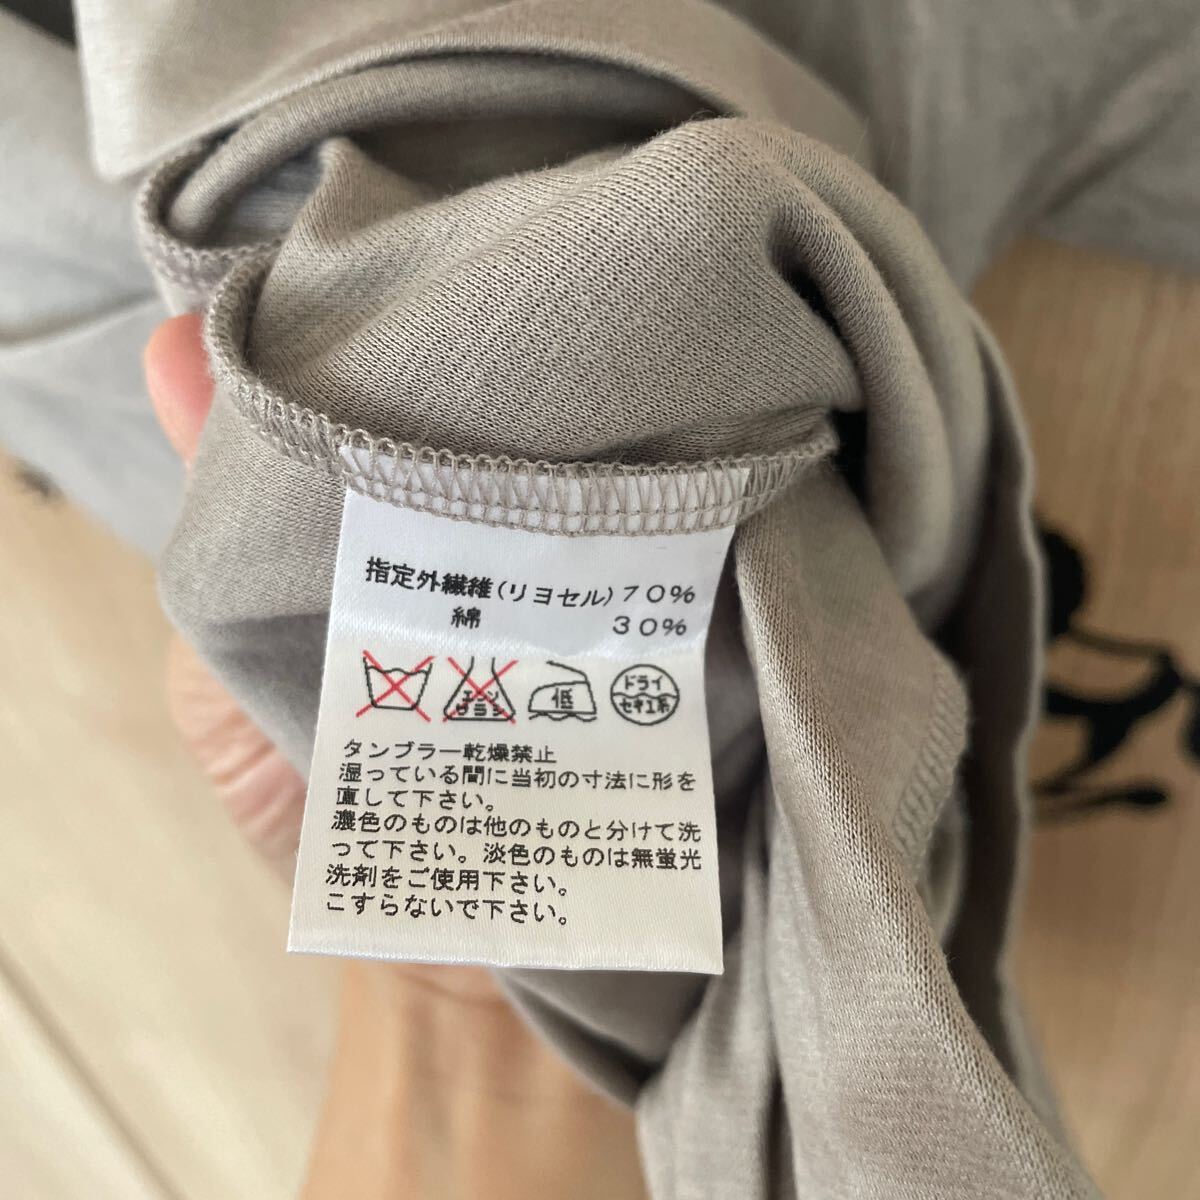 指定外繊維(リヨセル)70%
綿 30%
エンソ
サラシ
低
ドライ
セキユ系
タンブラー乾燥禁止
湿っている間に当初の寸法に形を
直して下さい。
濃色のものは他のものと分けて洗
って下さい。淡色のものは無蛍光
洗剤をご使用下さい。
こすらないで下さい。